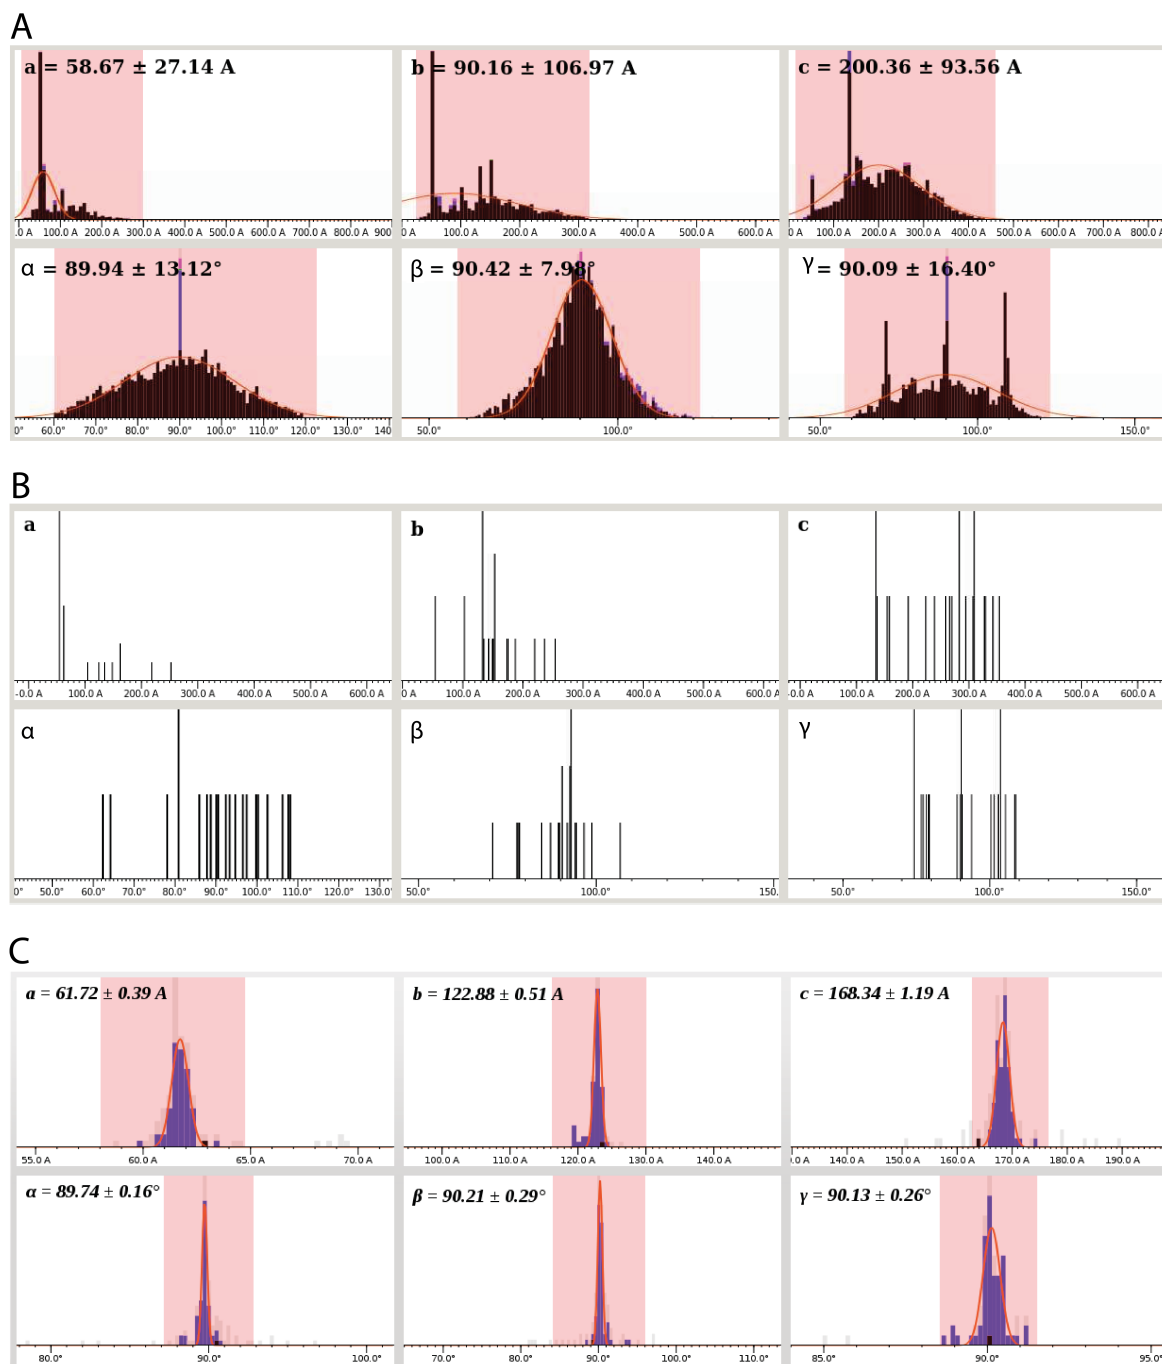 A
a = 58.67 ± 27.14 A
b = 90.16 ± 106.97 A
c = 200.36 ± 93.56 A
.0 A 100.0 A 200.0 A 300.0 A 400.0 A 500.0 A 600.0 A 700.0 A 800.0 A 900
0 A 100.0 A 200.0 A 300.0 A 400.0 A 500.0 A 600.0 A
0 A 100.0 A 200.0 A 300.0 A 400.0 A 500.0 A 600.0 A 700.0 A 800.0 A
α = 89.94 ± 13.12°
β = 90.42 ± 7.98°
γ = 90.09 ± 16.40°
0° 60.0° 70.0° 80.0° 90.0° 100.0° 110.0° 120.0° 130.0° 140
50.0° 100.0°
50.0° 100.0° 150.0°
B
a
b
c
-0.0 A 100.0 A 200.0 A 300.0 A 400.0 A 500.0 A 600.0 A
0 A 100.0 A 200.0 A 300.0 A 400.0 A 500.0 A 600.0 A
-0.0 A 100.0 A 200.0 A 300.0 A 400.0 A 500.0 A 600.0 A
α
β
γ
0° 50.0° 60.0° 70.0° 80.0° 90.0° 100.0° 110.0° 120.0° 130.0°
50.0° 100.0° 150.
50.0° 100.0° 150.0°
C
a = 61.72 ± 0.39 A
b = 122.88 ± 0.51 A
c = 168.34 ± 1.19 A
55.0 A 60.0 A 65.0 A 70.0 A
100.0 A 110.0 A 120.0 A 130.0 A 140.0 A
0.0 A 140.0 A 150.0 A 160.0 A 170.0 A 180.0 A 190.0 A
α = 89.74 ± 0.16°
β = 90.21 ± 0.29°
γ = 90.13 ± 0.26°
80.0° 90.0° 100.0°
70.0° 80.0° 90.0° 100.0° 110.0°
85.0° 90.0° 95.0